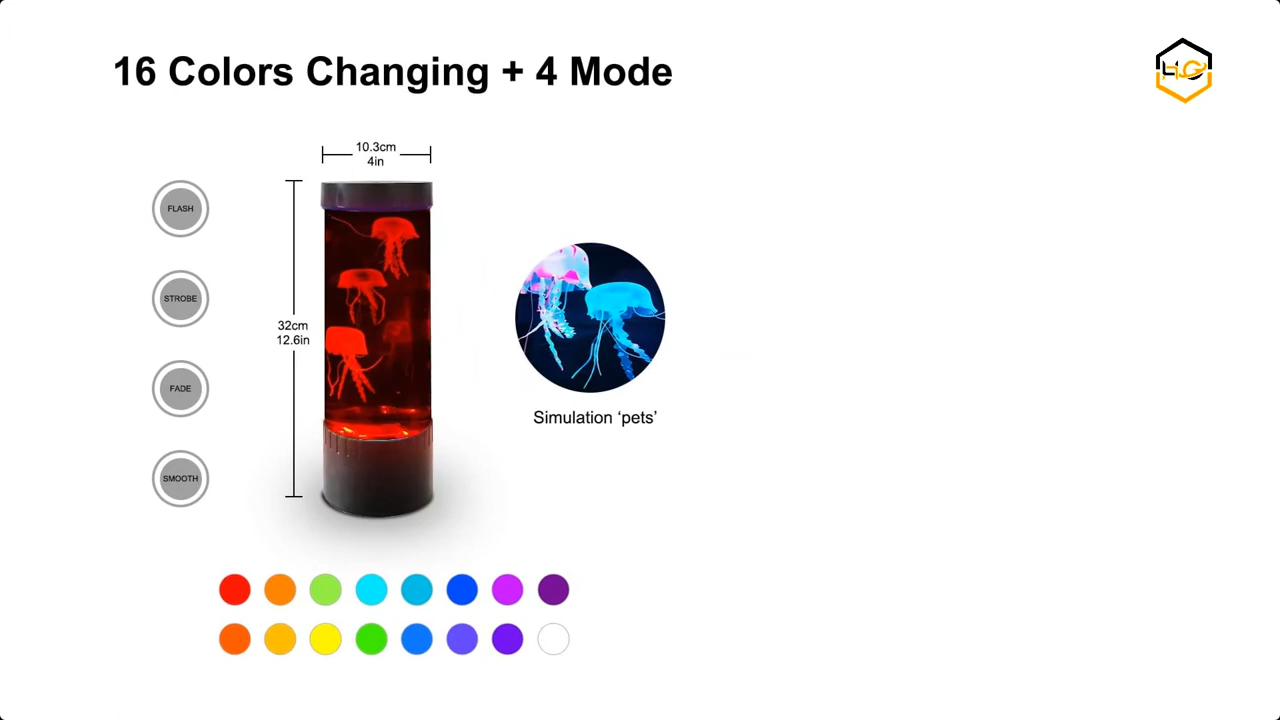 16 Colors Changing + 4 Mode
10.3cm
4in
FLASH
STROBE
32cm
12.6in
FADE
Simulation ‘pets’
SMOOTH